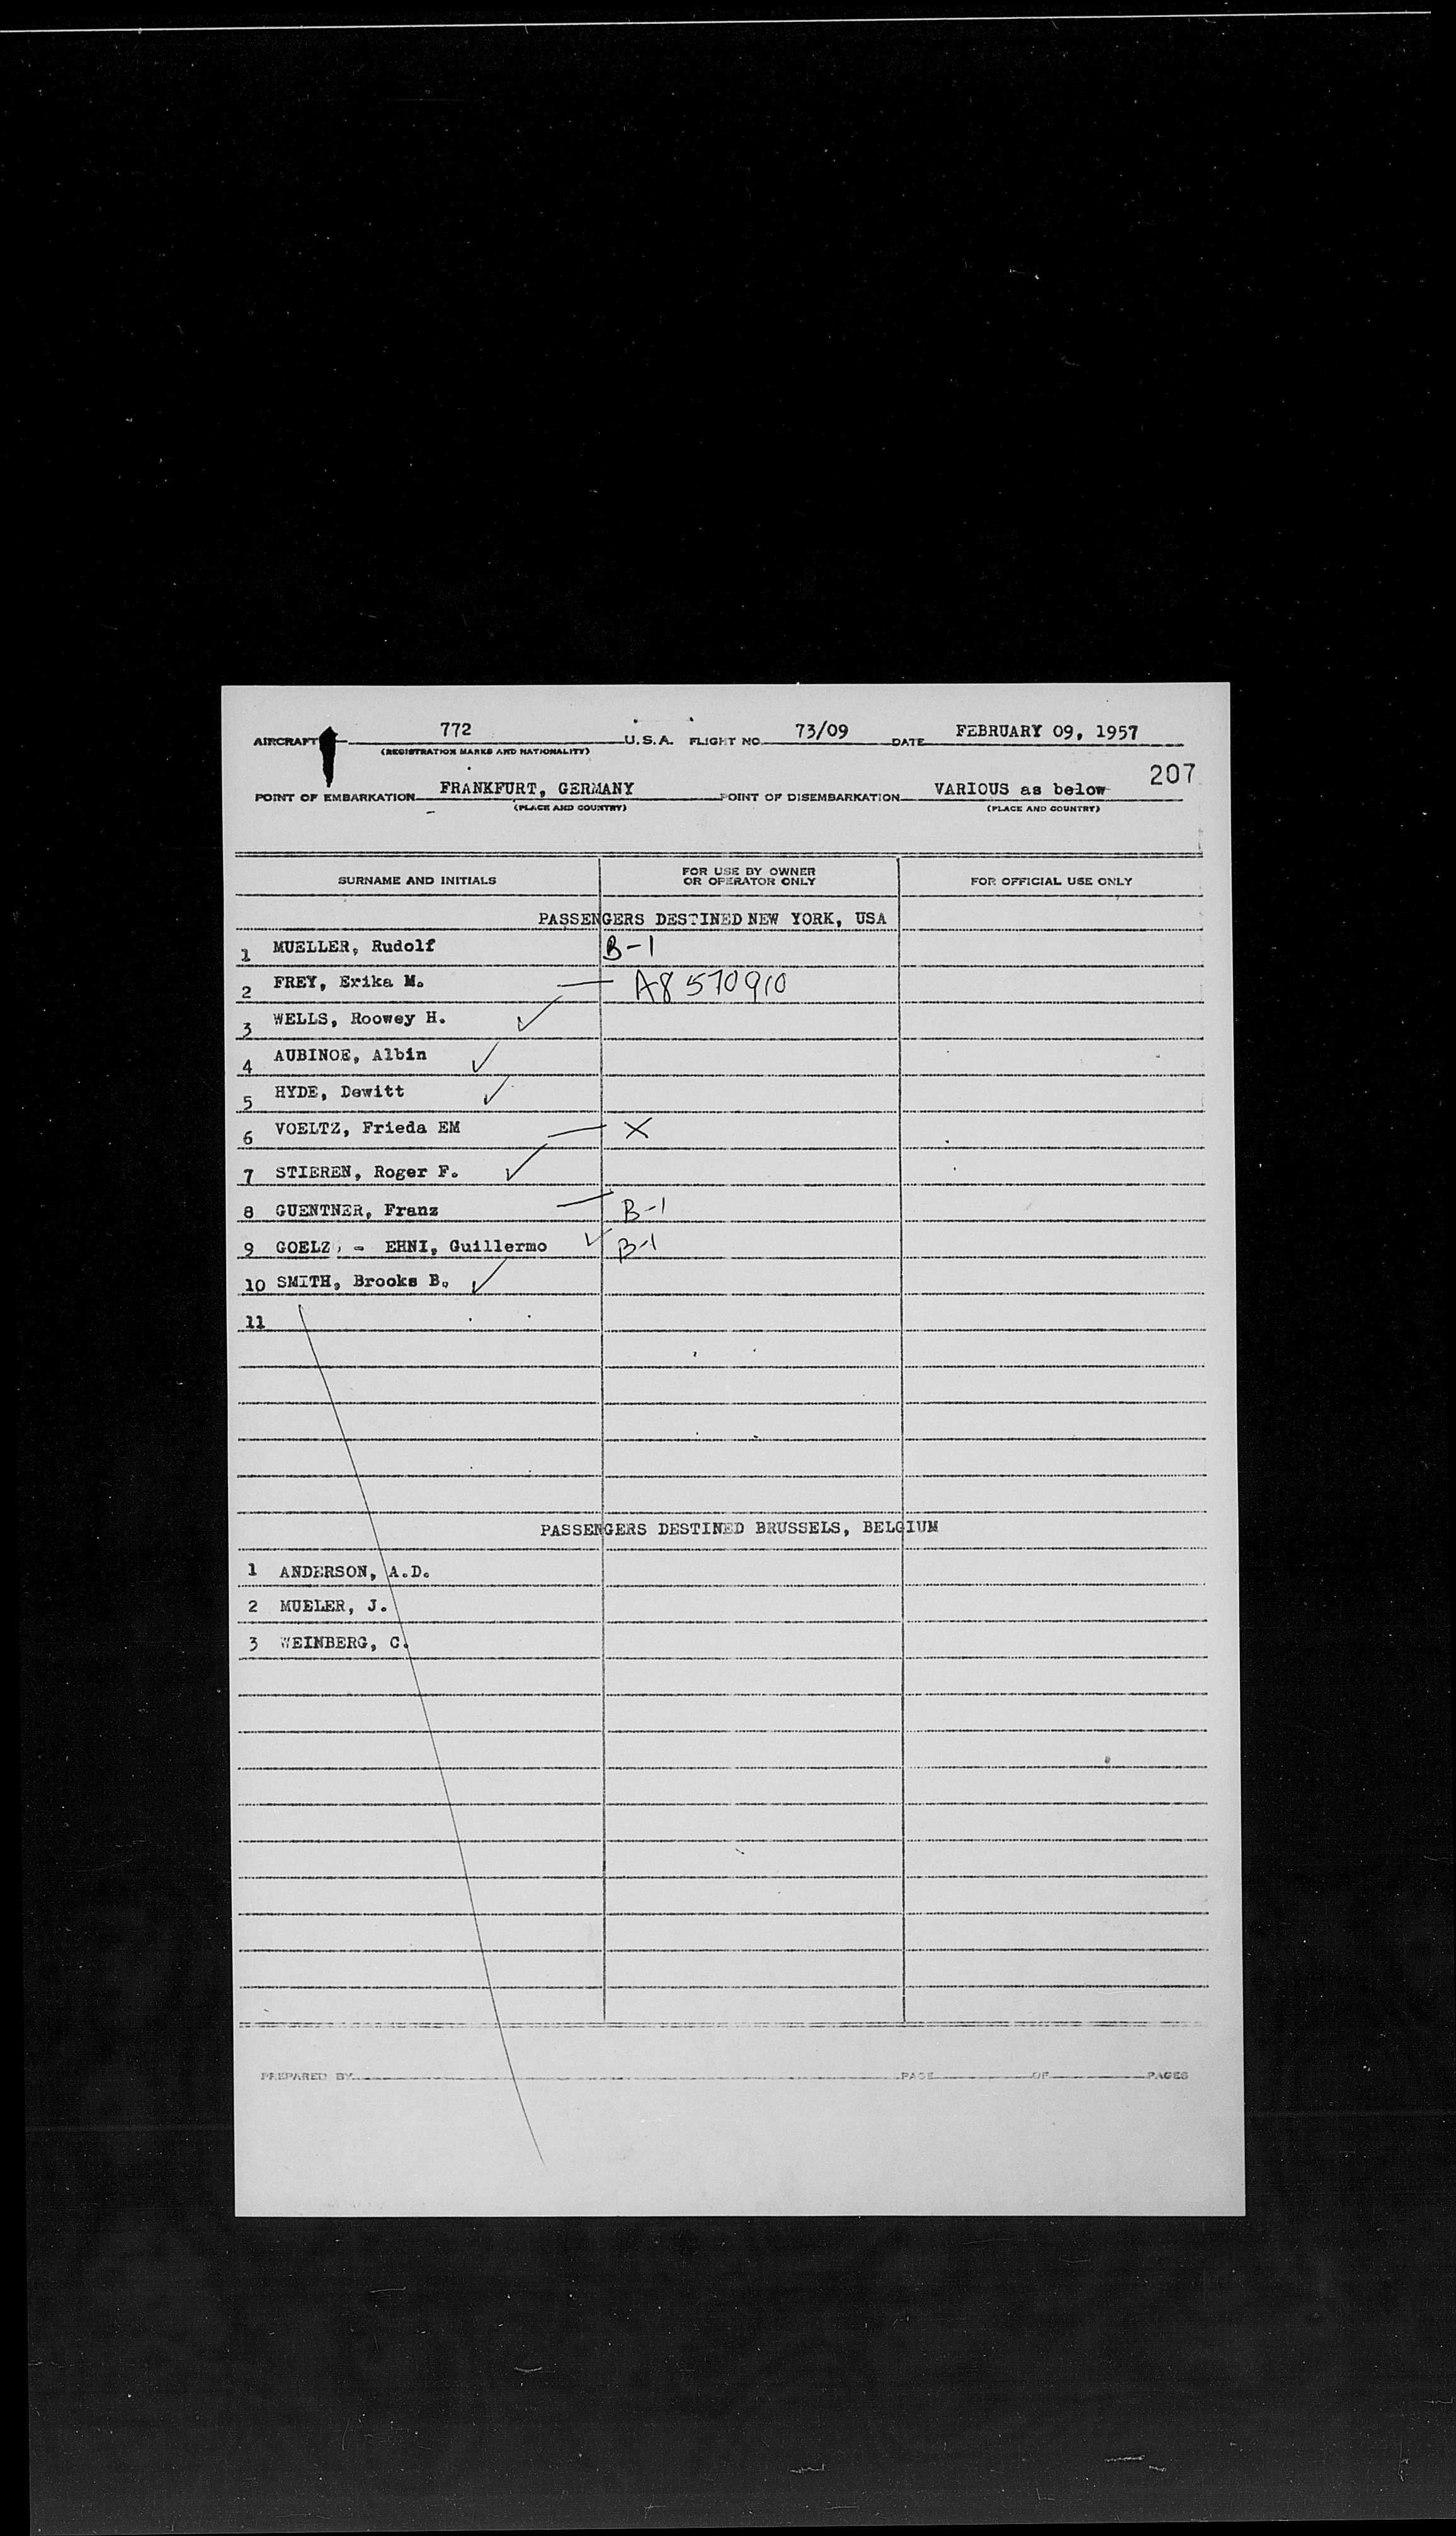 AIRCRAFT 772 U.S.A. FLIGHT NO. 73/09 DATE FEBRUARY 09, 1957
(REGISTRATION MARKS AND NATIONALITY)
207
POINT OF EMBARKATION FRANKFURT, GERMANY POINT OF DISEMBARKATION VARIOUS as below
(PLACE AND COUNTRY) (PLACE AND COUNTRY)
SURNAME AND INITIALS FOR USE BY OWNER OR OPERATOR ONLY FOR OFFICIAL USE ONLY
PASSENGERS DESTINED NEW YORK, USA
1 MUELLER, Rudolf B-1
2 FREY, Erika M. — A8 570910
3 WELLS, Roowey H. ✓
4 AUBINOE, Albin ✓
5 HYDE, Dewitt ✓
6 VOELTZ, Frieda EM — X
7 STIEREN, Roger F. ✓
8 GUENTNER, Franz — B-1
9 GOELZ, - EHNI, Guillermo ✓ B-1
10 SMITH, Brooks B. ✓
11
PASSENGERS DESTINED BRUSSELS, BELGIUM
1 ANDERSON, A.D.
2 MUELER, J.
3 WEINBERG, C.
PREPARED BY PAGE OF PAGES